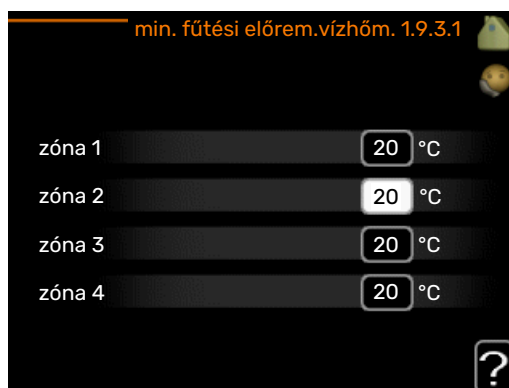 min. fűtési előrem.vízhőm. 1.9.3.1
zóna 1 20 °C
zóna 2 20 °C
zóna 3 20 °C
zóna 4 20 °C
?